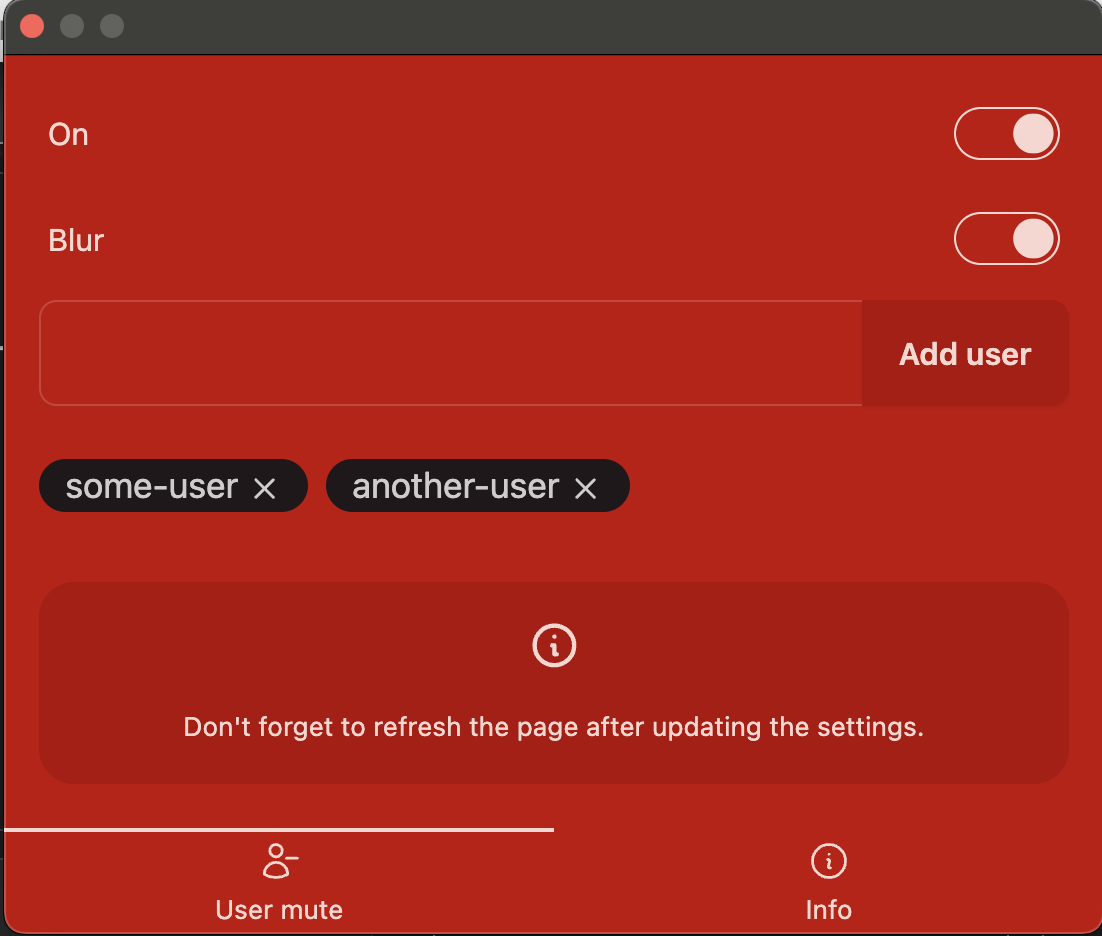 On
Blur
Add user
some-user
another-user
Don't forget to refresh the page after updating the settings.
User mute
Info